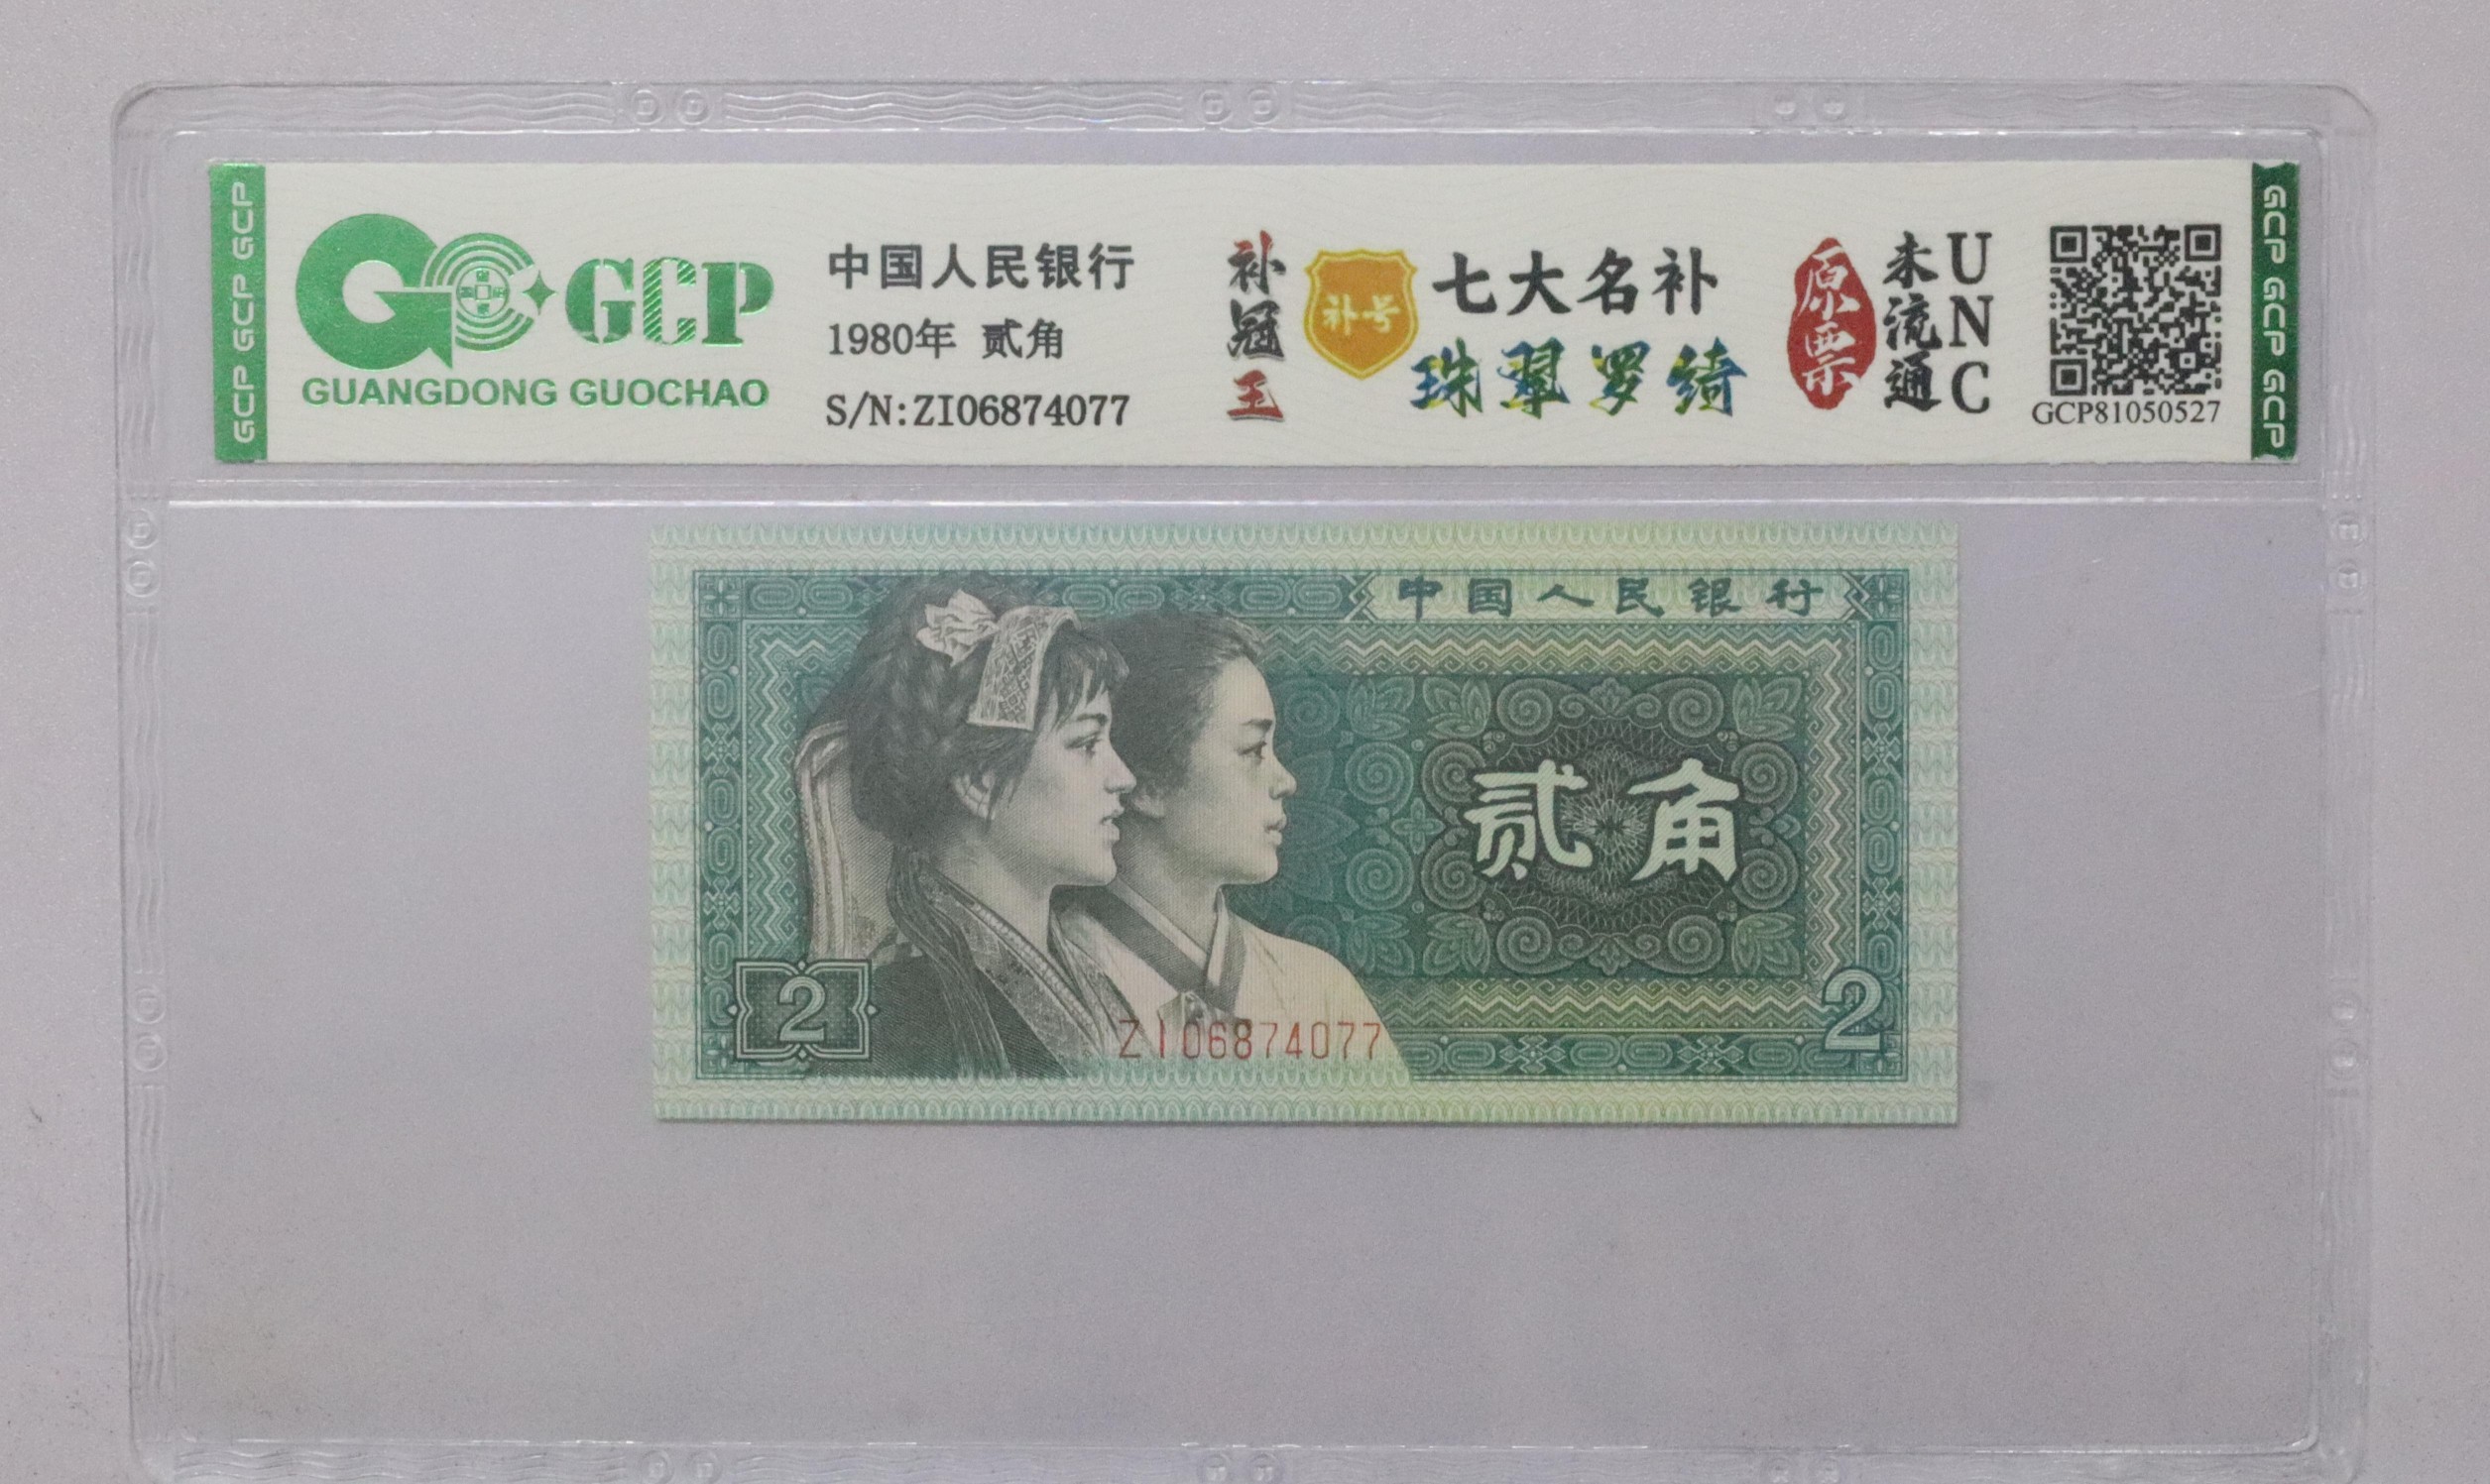 GCP GCP GCP
GCP
GUANGDONG GUOCHAO
中国人民银行
1980年 贰角
S/N:ZI06874077
补冠王
补号
七大名补
珠翠罗绮
原票
未流通
UNC
GCP81050527
GCP GCP GCP
中国人民银行
贰角
2
2
ZI06874077